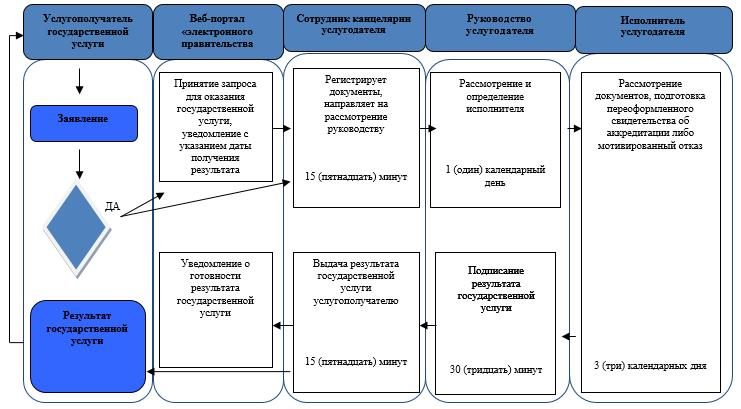 Услугополучатель
государственной
услуги
Веб-портал
«электронного
правительства
Сотрудник канцелярии
услугодателя
Руководство
услугодателя
Исполнитель
услугодателя
Заявление
ДА
Принятие запроса
для оказания
государственной
услуги,
уведомление с
указанием даты
получения
результата
Регистрирует
документы,
направляет на
рассмотрение
руководству
15 (пятнадцать) минут
Рассмотрение и
определение
исполнителя
1 (один) календарный
день
Рассмотрение
документов, подготовка
переоформленного
свидетельства об
аккредитации либо
мотивированный отказ
3 (три) календарных дня
Подписание
результата
государственной
услуги
30 (тридцать) минут
Выдача результата
государственной
услуги
услугополучателю
15 (пятнадцать) минут
Уведомление о
готовности
результата
государственной
услуги
Результат
государственной
услуги